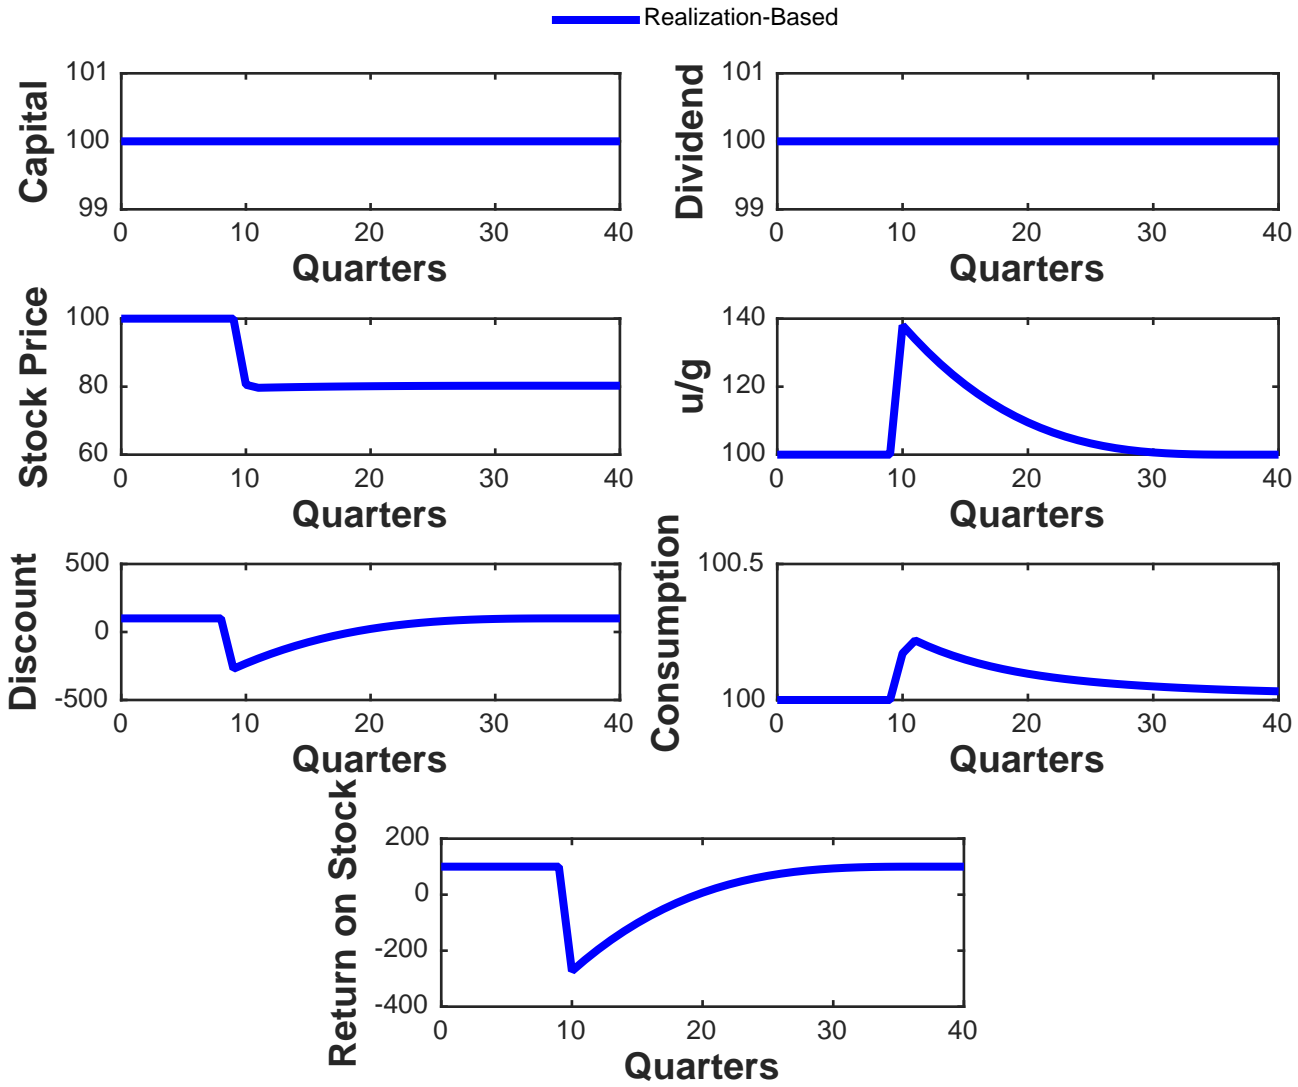 Realization-Based
101
100
99
0 10 20 30 40
Capital
Quarters
101
100
99
0 10 20 30 40
Dividend
Quarters
100
80
60
0 10 20 30 40
Stock Price
Quarters
140
120
100
0 10 20 30 40
u/g
Quarters
500
0
-500
0 10 20 30 40
Discount
Quarters
100.5
100
0 10 20 30 40
Consumption
Quarters
200
0
-200
-400
0 10 20 30 40
Return on Stock
Quarters